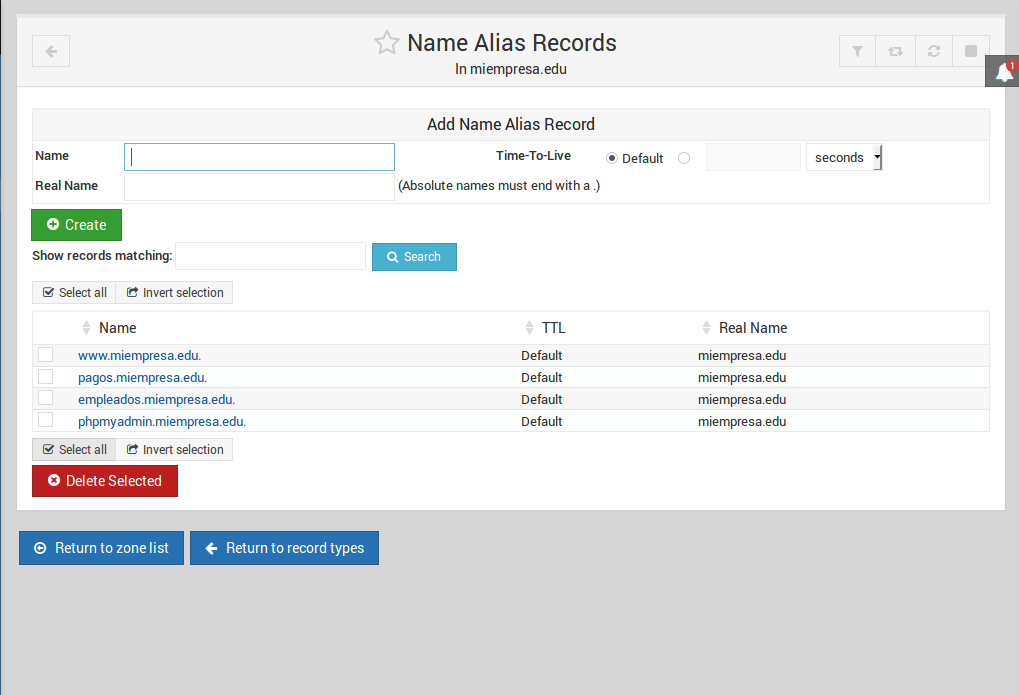 Name Alias Records
In miempresa.edu
1
Add Name Alias Record
Name Time-To-Live Default seconds
Real Name (Absolute names must end with a .)
Create
Show records matching: Search
Select all Invert selection
Name TTL Real Name
www.miempresa.edu. Default miempresa.edu
pagos.miempresa.edu. Default miempresa.edu
empleados.miempresa.edu. Default miempresa.edu
phpmyadmin.miempresa.edu. Default miempresa.edu
Select all Invert selection
Delete Selected
Return to zone list Return to record types